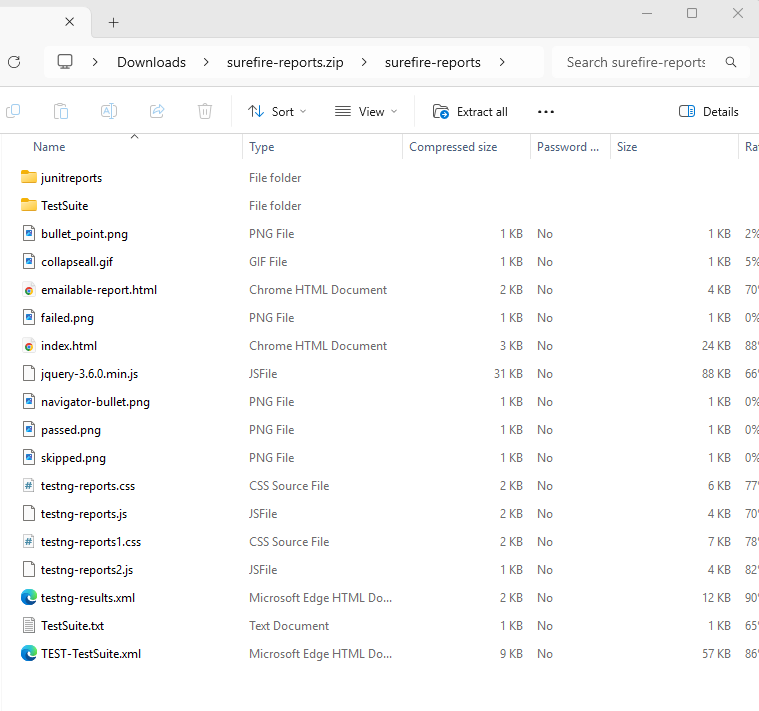 Downloads > surefire-reports.zip > surefire-reports > Search surefire-reports
Sort View Extract all ... Details
Name Type Compressed size Password ... Size Ra
junitreports File folder
TestSuite File folder
bullet_point.png PNG File 1 KB No 1 KB 2%
collapseall.gif GIF File 1 KB No 1 KB 5%
emailable-report.html Chrome HTML Document 2 KB No 4 KB 70%
failed.png PNG File 1 KB No 1 KB 0%
index.html Chrome HTML Document 3 KB No 24 KB 88%
jquery-3.6.0.min.js JSFile 31 KB No 88 KB 66%
navigator-bullet.png PNG File 1 KB No 1 KB 0%
passed.png PNG File 1 KB No 1 KB 0%
skipped.png PNG File 1 KB No 1 KB 0%
testng-reports.css CSS Source File 2 KB No 6 KB 77%
testng-reports.js JSFile 2 KB No 4 KB 70%
testng-reports1.css CSS Source File 2 KB No 7 KB 78%
testng-reports2.js JSFile 1 KB No 4 KB 82%
testng-results.xml Microsoft Edge HTML Do... 2 KB No 12 KB 90%
TestSuite.txt Text Document 1 KB No 1 KB 65%
TEST-TestSuite.xml Microsoft Edge HTML Do... 9 KB No 57 KB 86%